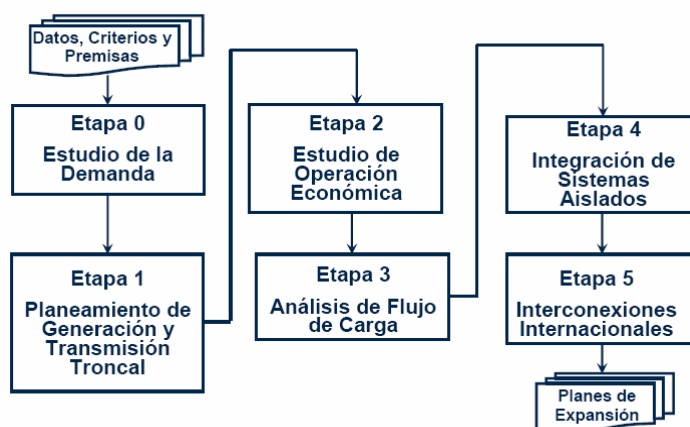 Datos, Criterios y
Premisas
Etapa 0
Estudio de la
Demanda
Etapa 1
Planeamiento de
Generación y
Transmisión
Troncal
Etapa 2
Estudio de
Operación
Económica
Etapa 3
Análisis de Flujo
de Carga
Etapa 4
Integración de
Sistemas
Aislados
Etapa 5
Interconexiones
Internacionales
Planes de
Expansión